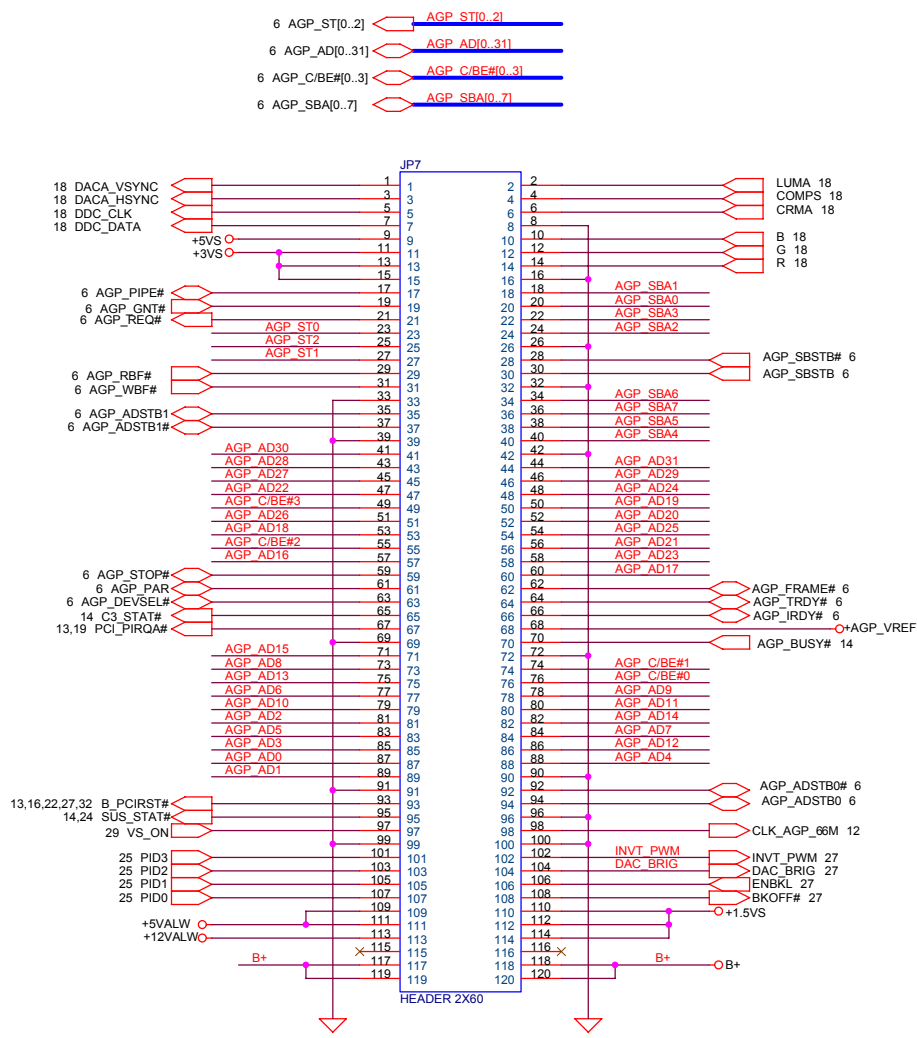 6 AGP_ST[0..2] AGP_ST[0..2]
6 AGP_AD[0..31] AGP_AD[0..31]
6 AGP_C/BE#[0..3] AGP_C/BE#[0..3]
6 AGP_SBA[0..7] AGP_SBA[0..7]
JP7
18 DACA_VSYNC 1 1 2 2 LUMA 18
18 DACA_HSYNC 3 3 4 4 COMPS 18
18 DDC_CLK 5 5 6 6 CRMA 18
18 DDC_DATA 7 7 8 8
+5VS 9 9 10 10 B 18
+3VS 11 11 12 12 G 18
13 13 14 14 R 18
15 15 16 16
6 AGP_PIPE# 17 17 18 18 AGP_SBA1
6 AGP_GNT# 19 19 20 20 AGP_SBA0
6 AGP_REQ# 21 21 22 22 AGP_SBA3
AGP_ST0 23 23 24 24 AGP_SBA2
AGP_ST2 25 25 26 26
AGP_ST1 27 27 28 28 AGP_SBSTB# 6
6 AGP_RBF# 29 29 30 30 AGP_SBSTB 6
6 AGP_WBF# 31 31 32 32
33 33 34 34 AGP_SBA6
6 AGP_ADSTB1 35 35 36 36 AGP_SBA7
6 AGP_ADSTB1# 37 37 38 38 AGP_SBA5
39 39 40 40 AGP_SBA4
AGP_AD30 41 41 42 42
AGP_AD28 43 43 44 44 AGP_AD31
AGP_AD27 45 45 46 46 AGP_AD29
AGP_AD22 47 47 48 48 AGP_AD24
AGP_C/BE#3 49 49 50 50 AGP_AD19
AGP_AD26 51 51 52 52 AGP_AD20
AGP_AD18 53 53 54 54 AGP_AD25
AGP_C/BE#2 55 55 56 56 AGP_AD21
AGP_AD16 57 57 58 58 AGP_AD23
6 AGP_STOP# 59 59 60 60 AGP_AD17
6 AGP_PAR 61 61 62 62 AGP_FRAME# 6
6 AGP_DEVSEL# 63 63 64 64 AGP_TRDY# 6
14 C3_STAT# 65 65 66 66 AGP_IRDY# 6
13,19 PCI_PIRQA# 67 67 68 68 +AGP_VREF
69 69 70 70 AGP_BUSY# 14
AGP_AD15 71 71 72 72
AGP_AD8 73 73 74 74 AGP_C/BE#1
AGP_AD13 75 75 76 76 AGP_C/BE#0
AGP_AD6 77 77 78 78 AGP_AD9
AGP_AD10 79 79 80 80 AGP_AD11
AGP_AD2 81 81 82 82 AGP_AD14
AGP_AD5 83 83 84 84 AGP_AD7
AGP_AD3 85 85 86 86 AGP_AD12
AGP_AD0 87 87 88 88 AGP_AD4
AGP_AD1 89 89 90 90
91 91 92 92 AGP_ADSTB0# 6
13,16,22,27,32 B_PCIRST# 93 93 94 94 AGP_ADSTB0 6
14,24 SUS_STAT# 95 95 96 96
29 VS_ON 97 97 98 98 CLK_AGP_66M 12
99 99 100 100
25 PID3 101 101 102 102 INVT_PWM INVT_PWM 27
25 PID2 103 103 104 104 DAC_BRIG DAC_BRIG 27
25 PID1 105 105 106 106 ENBKL 27
25 PID0 107 107 108 108 BKOFF# 27
109 109 110 110 +1.5VS
+5VALW 111 111 112 112
+12VALW 113 113 114 114
115 115 116 116
B+ 117 117 118 118 B+ B+
119 119 120 120
HEADER 2X60